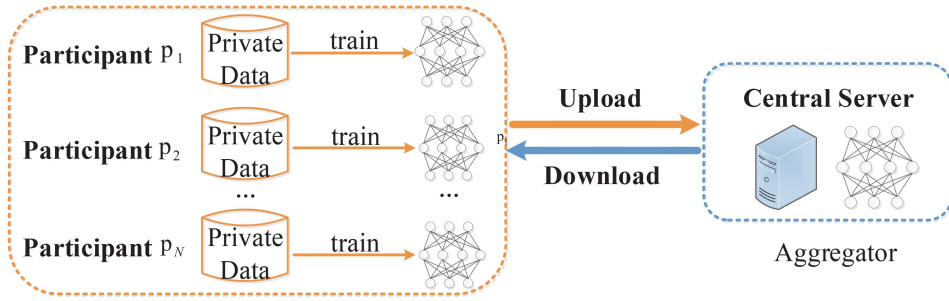 Participant p1
Private
Data
train
Participant p2
Private
Data
train
...
...
Participant pN
Private
Data
train
p
Upload
Download
Central Server
Aggregator